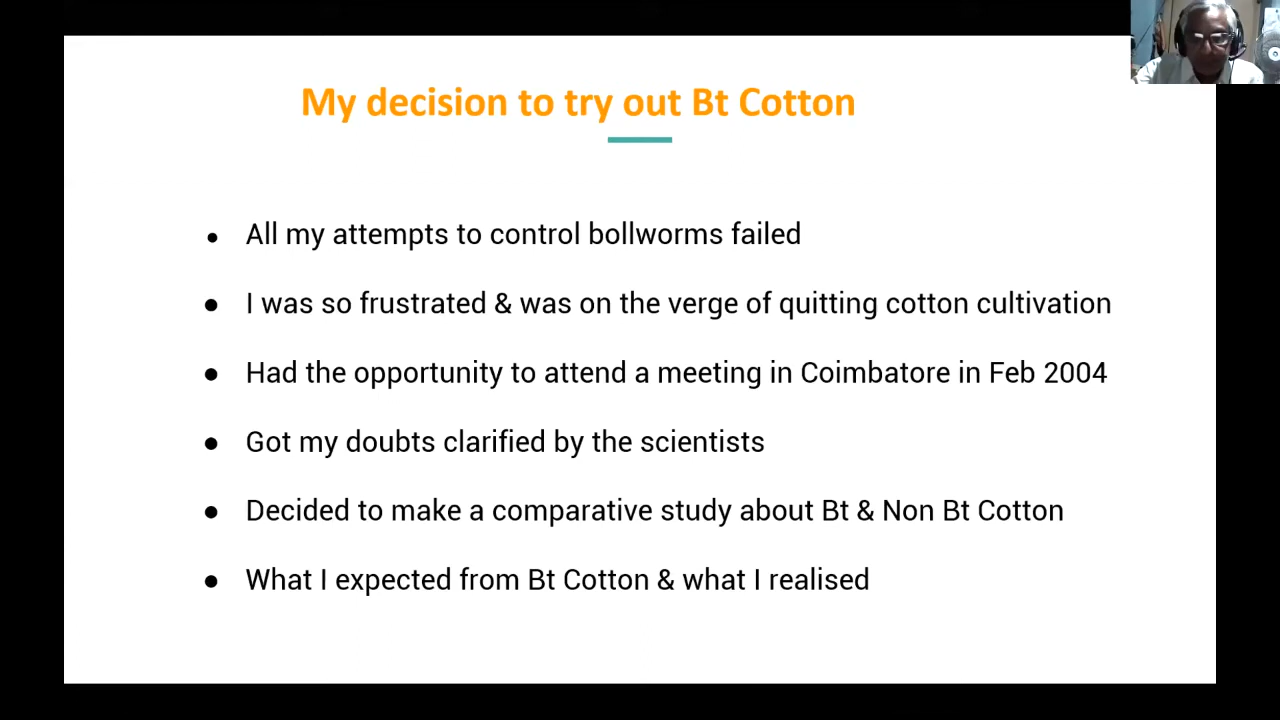 My decision to try out Bt Cotton
● All my attempts to control bollworms failed
● I was so frustrated & was on the verge of quitting cotton cultivation
● Had the opportunity to attend a meeting in Coimbatore in Feb 2004
● Got my doubts clarified by the scientists
● Decided to make a comparative study about Bt & Non Bt Cotton
● What I expected from Bt Cotton & what I realised